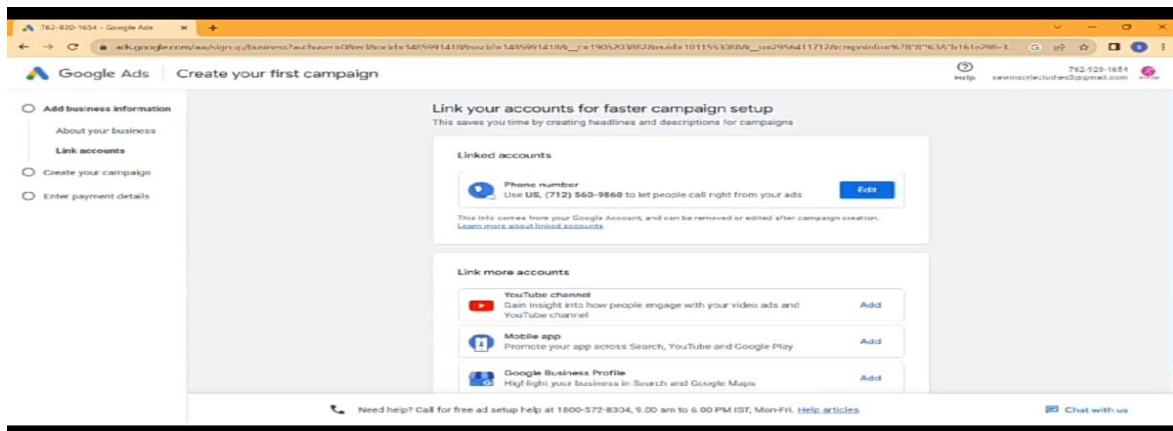 762-920-1654 - Google Ads
Google Ads
Create your first campaign
Help
762-920-1654
Add business information
About your business
Link accounts
Create your campaign
Enter payment details
Link your accounts for faster campaign setup
This saves you time by creating headlines and descriptions for campaigns
Linked accounts
Phone number
Use US, (712) 560-9860 to let people call right from your ads
Edit
This info comes from your Google Account, and can be removed or edited after campaign creation.
Learn more about linked accounts
Link more accounts
YouTube channel
Gain insight into how people engage with your video ads and
YouTube channel
Add
Mobile app
Promote your app across Search, YouTube and Google Play
Add
Google Business Profile
Highlight your business in Search and Google Maps
Add
Need help? Call for free ad setup help at 1800-572-8304, 9.00 am to 6.00 PM IST, Mon-Fri. Help articles
Chat with us